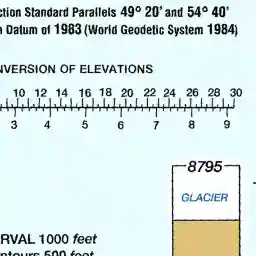 ction Standard Parallels 49° 20' and 54° 40'
Datum of 1983 (World Geodetic System 1984)
NVERSION OF ELEVATIONS
10 12 14 16 18 20 22 24 26 28 30
3 4 5 6 7 8 9
8795
GLACIER
RVAL 1000 feet
ntours 500 feet